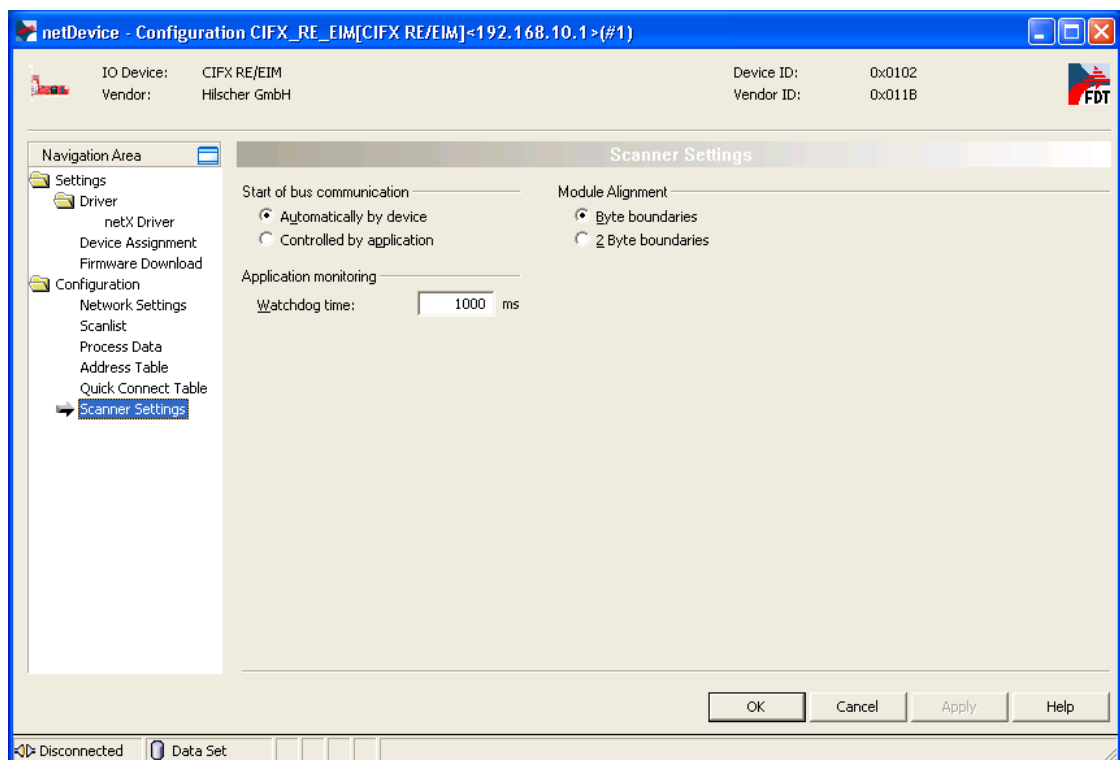 netDevice - Configuration CIFX_RE_EIM[CIFX RE/EIM]<192.168.10.1>(#1)
IO Device: CIFX RE/EIM Device ID: 0x0102
Vendor: Hilscher GmbH Vendor ID: 0x011B
FDT
Navigation Area
Settings
Driver
netX Driver
Device Assignment
Firmware Download
Configuration
Network Settings
Scanlist
Process Data
Address Table
Quick Connect Table
Scanner Settings
Scanner Settings
Start of bus communication
Automatically by device
Controlled by application
Module Alignment
Byte boundaries
2 Byte boundaries
Application monitoring
Watchdog time: 1000 ms
OK Cancel Apply Help
Disconnected Data Set